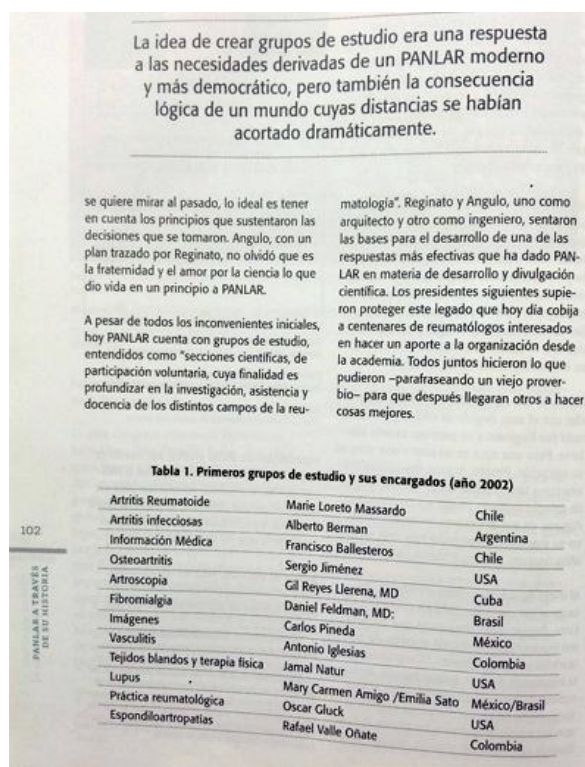 La idea de crear grupos de estudio era una respuesta
a las necesidades derivadas de un PANLAR moderno
y más democrático, pero también la consecuencia
lógica de un mundo cuyas distancias se habían
acortado dramáticamente.
se quiere mirar al pasado, lo ideal es tener
en cuenta los principios que sustentaron las
decisiones que se tomaron. Angulo, con un
plan trazado por Reginato, no olvidó que es
la fraternidad y el amor por la ciencia lo que
dio vida en un principio a PANLAR.
A pesar de todos los inconvenientes iniciales,
hoy PANLAR cuenta con grupos de estudio,
entendidos como "secciones científicas, de
participación voluntaria, cuya finalidad es
profundizar en la investigación, asistencia y
docencia de los distintos campos de la reu-
matología". Reginato y Angulo, uno como
arquitecto y otro como ingeniero, sentaron
las bases para el desarrollo de una de las
respuestas más efectivas que ha dado PAN-
LAR en materia de desarrollo y divulgación
científica. Los presidentes siguientes supie-
ron proteger este legado que hoy día cobija
a centenares de reumatólogos interesados
en hacer un aporte a la organización desde
la academia. Todos juntos hicieron lo que
pudieron –parafraseando un viejo prover-
bio– para que después llegaran otros a hacer
cosas mejores.
Tabla 1. Primeros grupos de estudio y sus encargados (año 2002)
Artritis Reumatoide Marie Loreto Massardo Chile
Artritis infecciosas Alberto Berman Argentina
Información Médica Francisco Ballesteros Chile
Osteoartritis Sergio Jiménez USA
Artroscopia Gil Reyes Llerena, MD Cuba
Fibromialgia Daniel Feldman, MD: Brasil
Imágenes Carlos Pineda México
Vasculitis Antonio Iglesias Colombia
Tejidos blandos y terapia física Jamal Natur USA
Lupus Mary Carmen Amigo /Emilia Sato México/Brasil
Práctica reumatológica Oscar Gluck USA
Espondiloartropatías Rafael Valle Oñate Colombia
102
PANLAR A TRAVÉS
DE SU HISTORIA